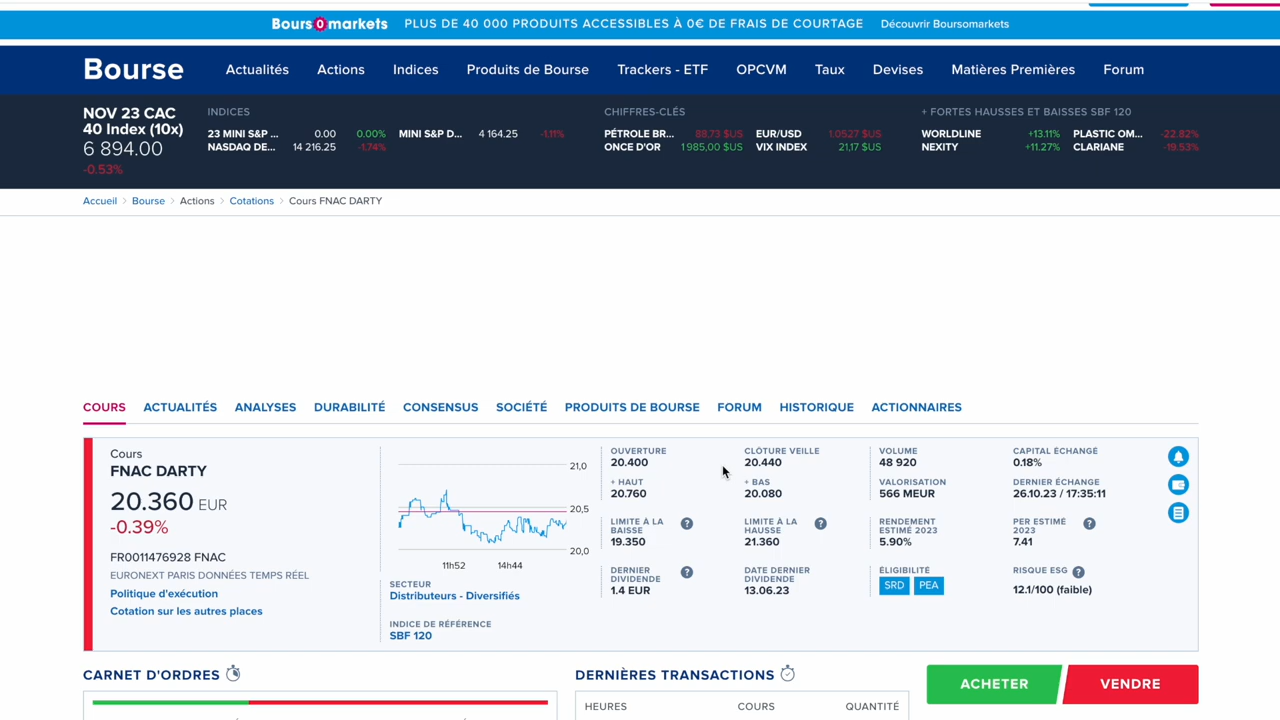 Bours0markets PLUS DE 40 000 PRODUITS ACCESSIBLES À 0€ DE FRAIS DE COURTAGE Découvrir Boursomarkets
Bourse Actualités Actions Indices Produits de Bourse Trackers - ETF OPCVM Taux Devises Matières Premières Forum
NOV 23 CAC 40 Index (10x)
6 894.00
-0.53%
INDICES
23 MINI S&P ... 0.00 0.00% MINI S&P D... 4 164.25 -1.11%
NASDAQ DE... 14 216.25 -1.74%
CHIFFRES-CLÉS
PÉTROLE BR... 88,73 $US EUR/USD 1.0527 $US
ONCE D'OR 1 985,00 $US VIX INDEX 21,17 $US
+ FORTES HAUSSES ET BAISSES SBF 120
WORLDLINE +13.11% PLASTIC OM... -22.82%
NEXITY +11.27% CLARIANE -19.53%
Accueil > Bourse > Actions > Cotations > Cours FNAC DARTY
COURS ACTUALITÉS ANALYSES DURABILITÉ CONSENSUS SOCIÉTÉ PRODUITS DE BOURSE FORUM HISTORIQUE ACTIONNAIRES
Cours
FNAC DARTY
20.360 EUR
-0.39%
FR0011476928 FNAC
EURONEXT PARIS DONNÉES TEMPS RÉEL
Politique d'exécution
Cotation sur les autres places
21,0
20,5
20,0
11h52 14h44
SECTEUR
Distributeurs - Diversifiés
INDICE DE RÉFÉRENCE
SBF 120
OUVERTURE
20.400
CLÔTURE VEILLE
20.440
+ HAUT
20.760
+ BAS
20.080
LIMITE À LA BAISSE ?
19.350
LIMITE À LA HAUSSE ?
21.360
DERNIER DIVIDENDE ?
1.4 EUR
DATE DERNIER DIVIDENDE
13.06.23
VOLUME
48 920
CAPITAL ÉCHANGÉ
0.18%
VALORISATION
566 MEUR
DERNIER ÉCHANGE
26.10.23 / 17:35:11
RENDEMENT ESTIMÉ 2023
5.90%
PER ESTIMÉ 2023 ?
7.41
ÉLIGIBILITÉ
SRD PEA
RISQUE ESG ?
12.1/100 (faible)
CARNET D'ORDRES
DERNIÈRES TRANSACTIONS
HEURES COURS QUANTITÉ
ACHETER VENDRE